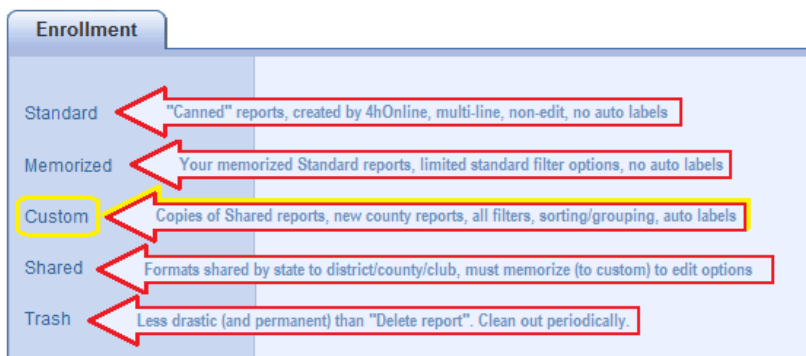 Enrollment
Standard "Canned" reports, created by 4hOnline, multi-line, non-edit, no auto labels
Memorized Your memorized Standard reports, limited standard filter options, no auto labels
Custom Copies of Shared reports, new county reports, all filters, sorting/grouping, auto labels
Shared Formats shared by state to district/county/club, must memorize (to custom) to edit options
Trash Less drastic (and permanent) than "Delete report". Clean out periodically.